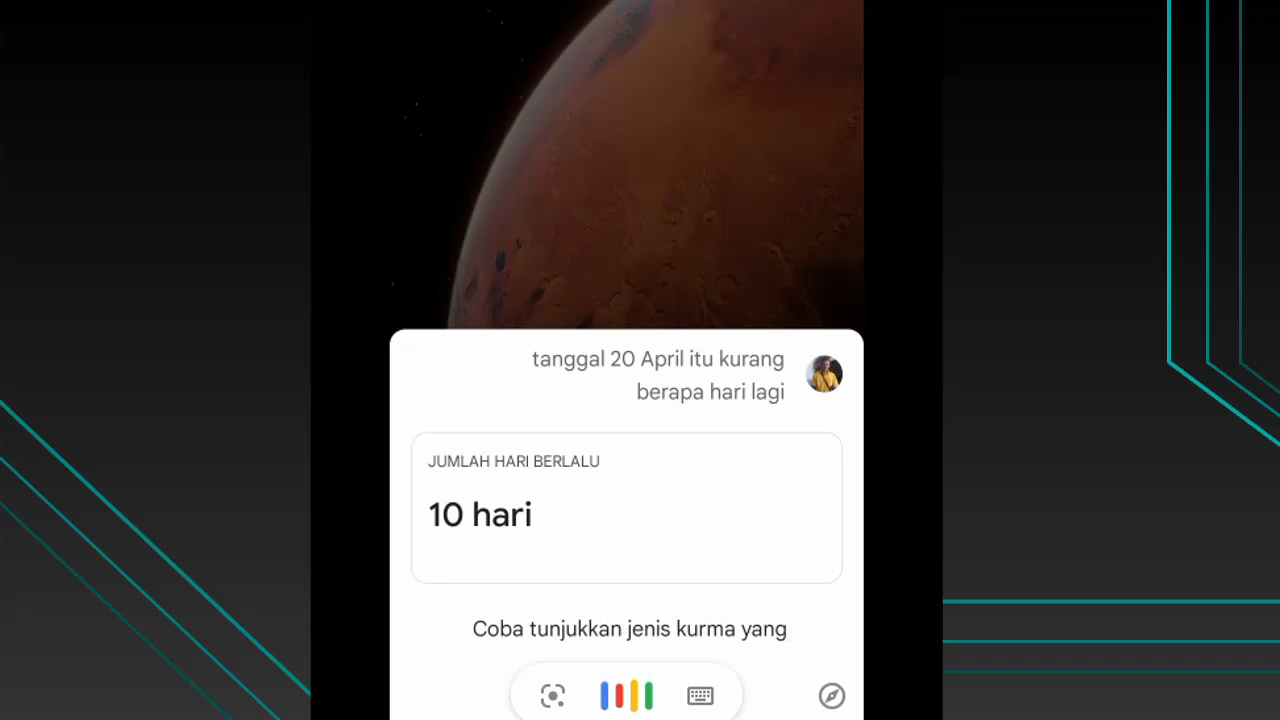 tanggal 20 April itu kurang
berapa hari lagi
JUMLAH HARI BERLALU
10 hari
Coba tunjukkan jenis kurma yang